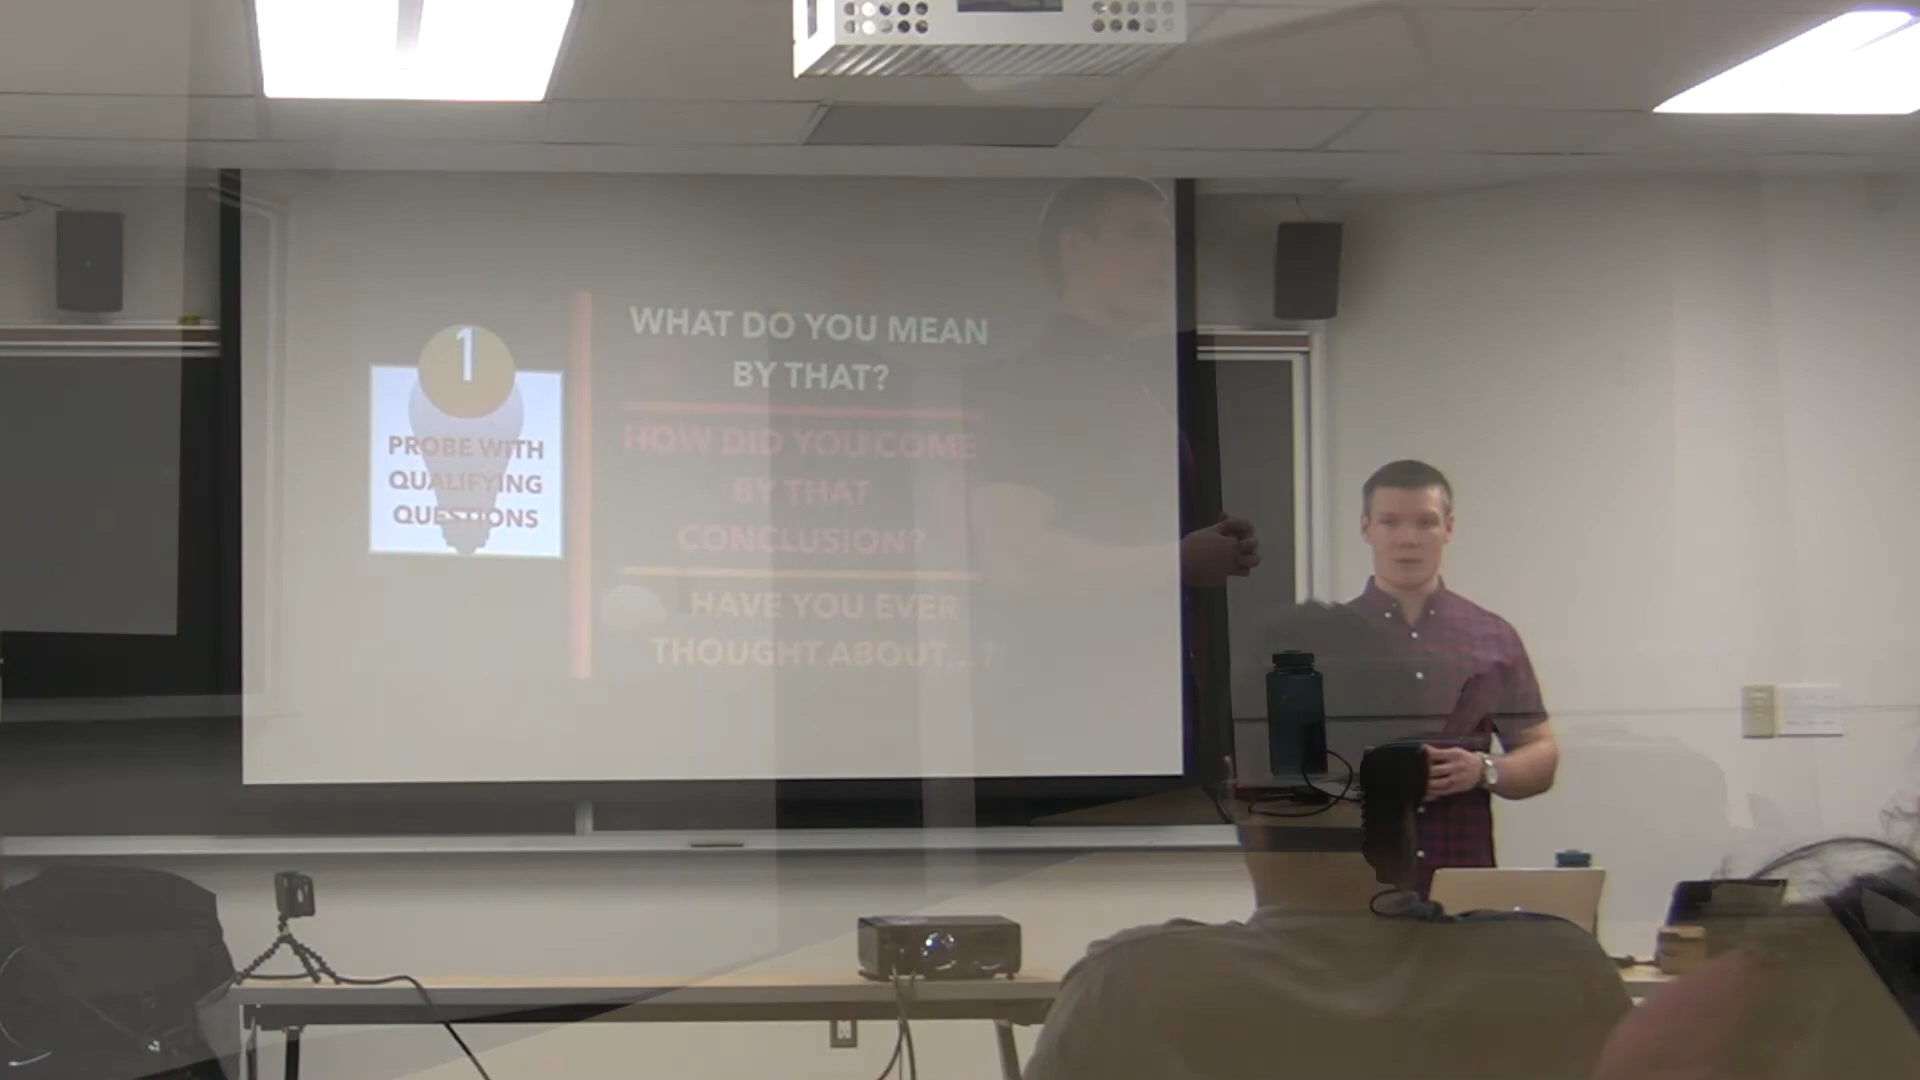 1
PROBE WITH
QUALIFYING
QUESTIONS
WHAT DO YOU MEAN
BY THAT?
HOW DID YOU COME
BY THAT
CONCLUSION?
HAVE YOU EVER
THOUGHT ABOUT...?